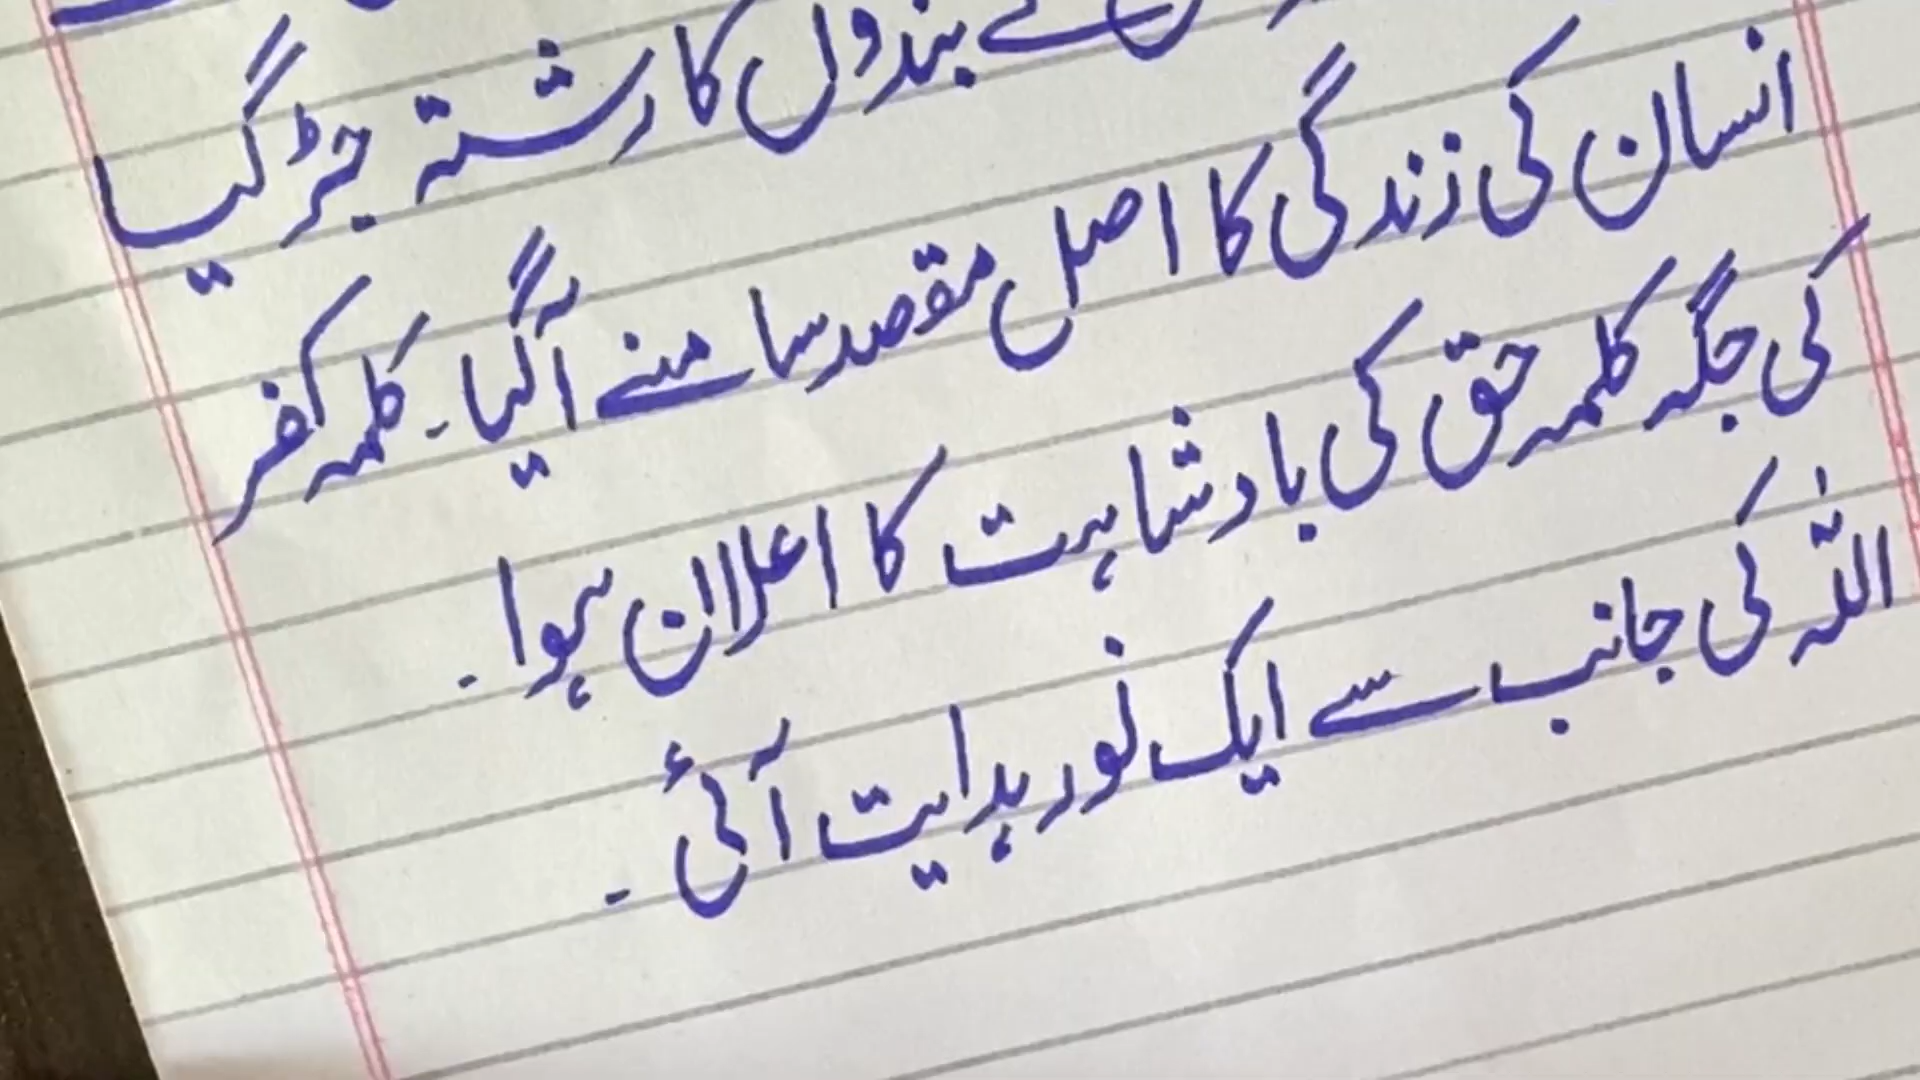 بندوں کا رشتہ جڑ گیا
انسان کی زندگی کا اصل مقصد سامنے آگیا۔ کلمہ کفر
کی جگہ کلمہ حق کی بادشاہت کا اعلان ہوا۔
اللہ کی جانب سے ایک نور ہدایت آئی۔